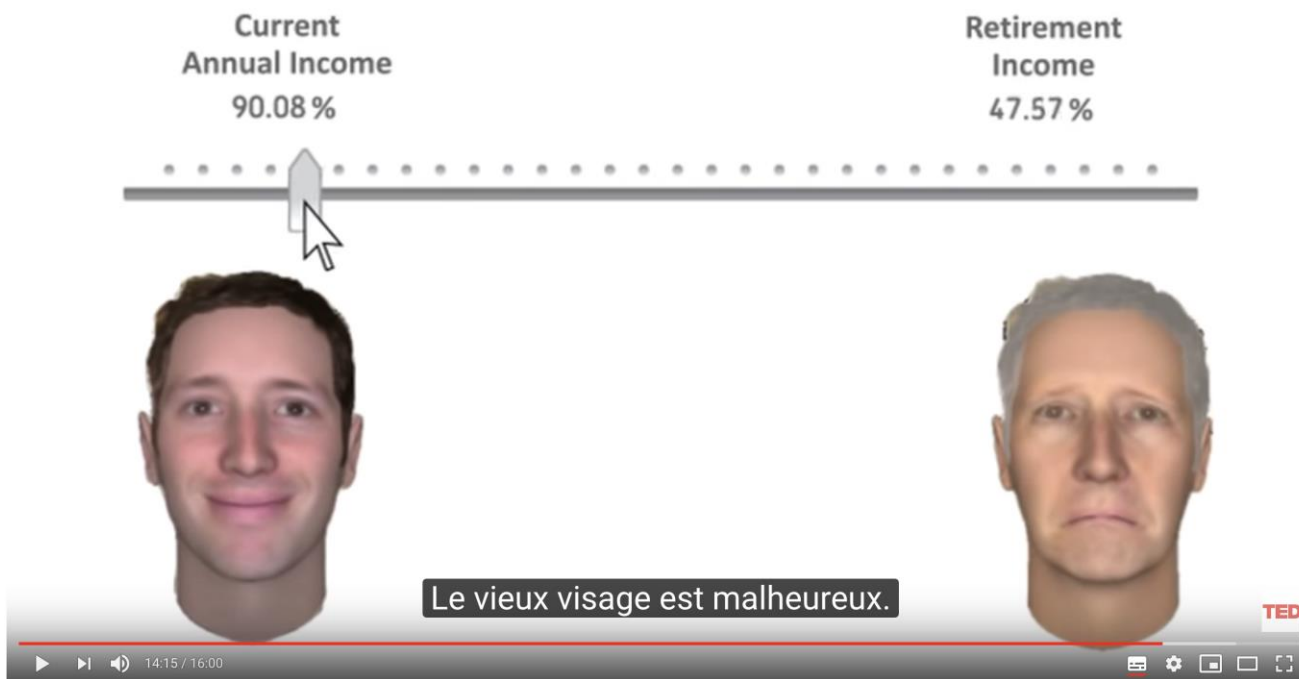 Current
Annual Income
90.08 %
Retirement
Income
47.57 %
Le vieux visage est malheureux.
TED
14:15 / 16:00